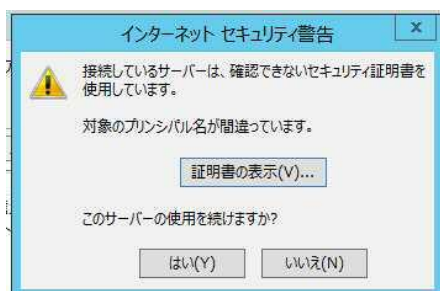 インターネット セキュリティ警告
接続しているサーバーは、確認できないセキュリティ証明書を
使用しています。
対象のプリンシパル名が間違っています。
証明書の表示(V)...
このサーバーの使用を続けますか?
はい(Y)
いいえ(N)